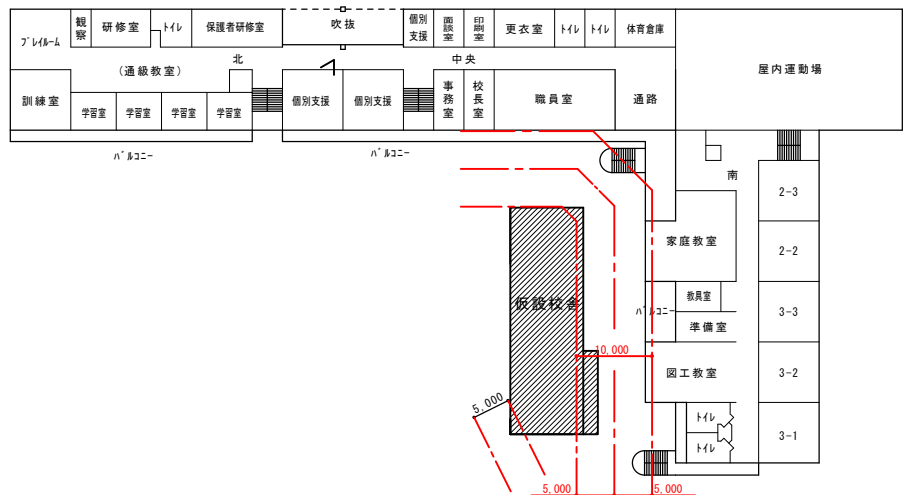 プレイルーム
観察
研修室
トイレ
保護者研修室
吹抜
個別支援
面談室
印刷室
更衣室
トイレ
トイレ
体育倉庫
屋内運動場
(通級教室)
北
中央
訓練室
学習室
学習室
学習室
学習室
個別支援
個別支援
事務室
校長室
職員室
通路
バルコニー
バルコニー
南
2-3
家庭教室
2-2
教具室
バルコニー
準備室
3-3
仮設校舎
10,000
図工教室
3-2
5,000
トイレ
トイレ
3-1
5,000
5,000